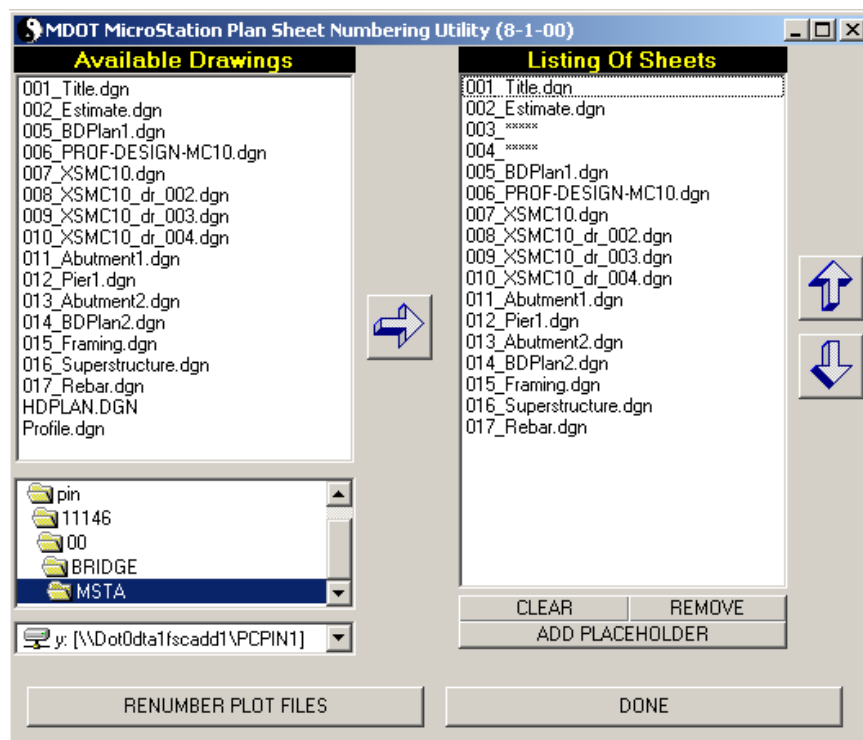 MDOT MicroStation Plan Sheet Numbering Utility (8-1-00)
Available Drawings
001_Title.dgn
002_Estimate.dgn
005_BDPlan1.dgn
006_PROF-DESIGN-MC10.dgn
007_XSMC10.dgn
008_XSMC10_dr_002.dgn
009_XSMC10_dr_003.dgn
010_XSMC10_dr_004.dgn
011_Abutment1.dgn
012_Pier1.dgn
013_Abutment2.dgn
014_BDPlan2.dgn
015_Framing.dgn
016_Superstructure.dgn
017_Rebar.dgn
HDPLAN.DGN
Profile.dgn
pin
11146
00
BRIDGE
MSTA
y: [\\Dot0dta1fscadd1\PCPIN1]
Listing Of Sheets
001_Title.dgn
002_Estimate.dgn
003_*****
004_*****
005_BDPlan1.dgn
006_PROF-DESIGN-MC10.dgn
007_XSMC10.dgn
008_XSMC10_dr_002.dgn
009_XSMC10_dr_003.dgn
010_XSMC10_dr_004.dgn
011_Abutment1.dgn
012_Pier1.dgn
013_Abutment2.dgn
014_BDPlan2.dgn
015_Framing.dgn
016_Superstructure.dgn
017_Rebar.dgn
CLEAR
REMOVE
ADD PLACEHOLDER
RENUMBER PLOT FILES
DONE